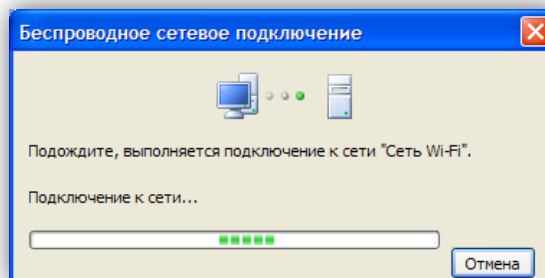 Беспроводное сетевое подключение
Подождите, выполняется подключение к сети "Сеть Wi-Fi".
Подключение к сети...
Отмена